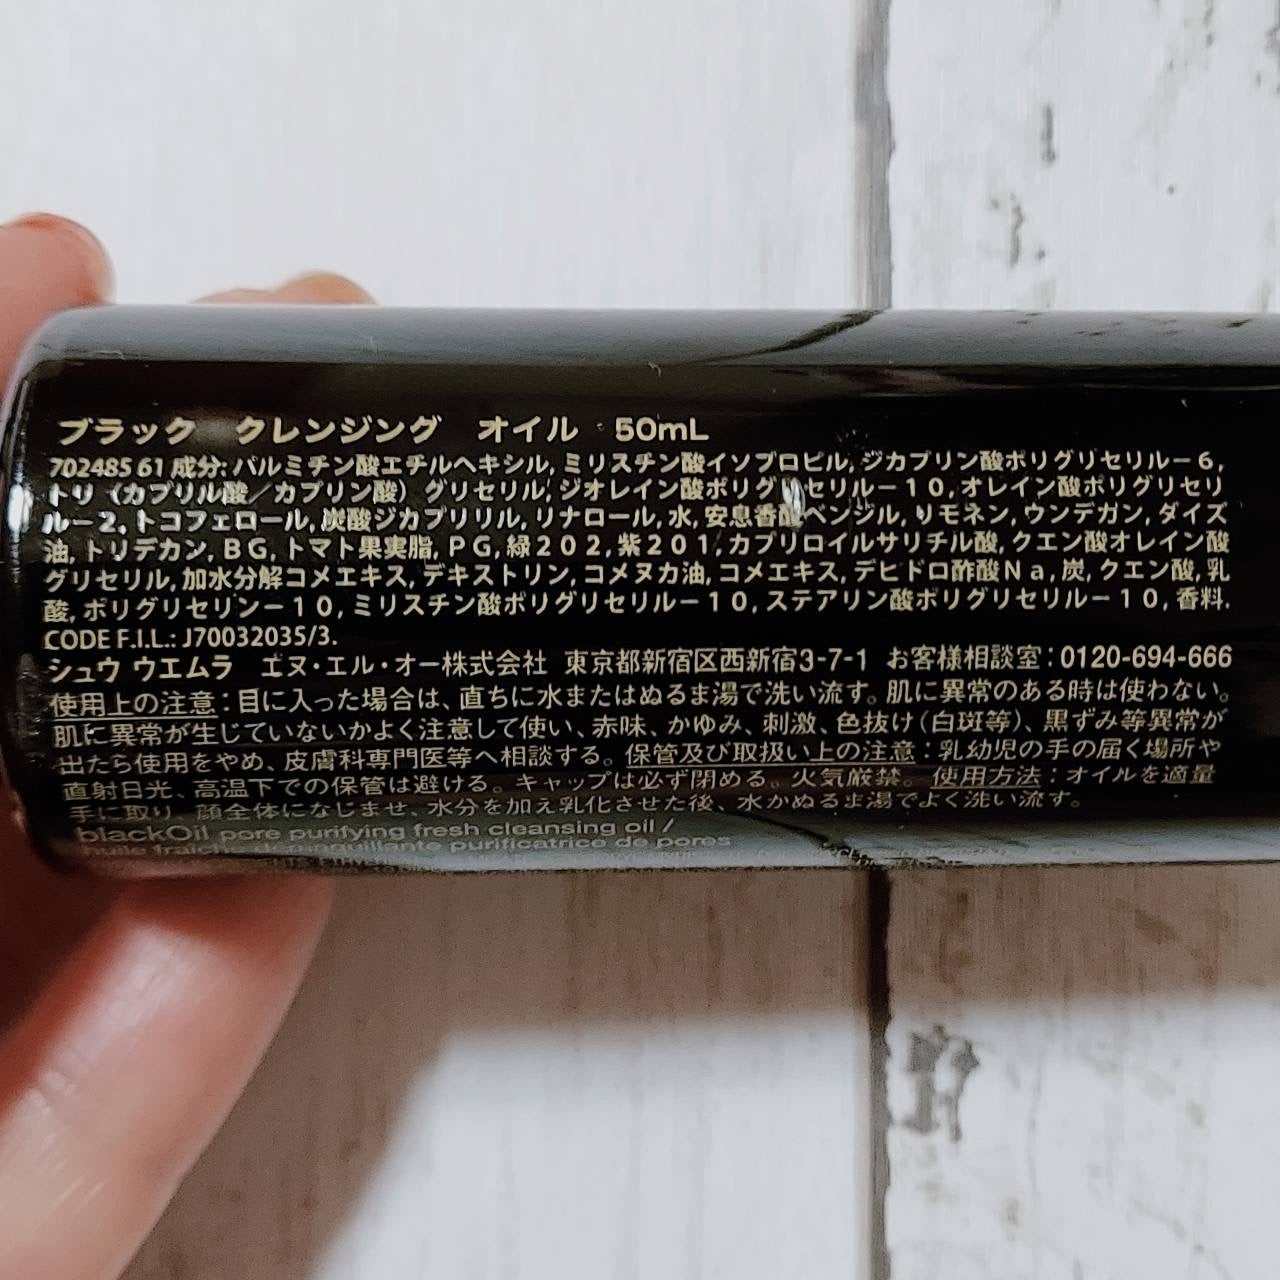 ブラック　クレンジング　オイル　50mL
702485 61 成分: パルミチン酸エチルヘキシル, ミリスチン酸イソプロピル, ジカプリン酸ポリグリセリル－６,
トリ（カプリル酸／カプリン酸）グリセリル, ジオレイン酸ポリグリセリル－１０, オレイン酸ポリグリセリ
ル－２, トコフェロール, 炭酸ジカプリリル, リナロール, 水, 安息香酸ベンジル, リモネン, ウンデカン, ダイズ
油, トリデカン, ＢＧ, トマト果実脂, ＰＧ, 緑２０２, 紫２０１, カプリロイルサリチル酸, クエン酸オレイン酸
グリセリル, 加水分解コメエキス, デキストリン, コメヌカ油, コメエキス, デヒドロ酢酸Ｎａ, 炭, クエン酸, 乳
酸, ポリグリセリン－１０, ミリスチン酸ポリグリセリル－１０, ステアリン酸ポリグリセリル－１０, 香料.
CODE F.I.L.: J70032035/3.
シュウ ウエムラ　エヌ・エル・オー株式会社　東京都新宿区西新宿3-7-1　お客様相談室：0120-694-666
使用上の注意：目に入った場合は、直ちに水またはぬるま湯で洗い流す。肌に異常のある時は使わない。
肌に異常が生じていないかよく注意して使い、赤味、かゆみ、刺激、色抜け（白斑等）、黒ずみ等異常が
出たら使用をやめ、皮膚科専門医等へ相談する。保管及び取扱い上の注意：乳幼児の手の届く場所や
直射日光、高温下での保管は避ける。キャップは必ず閉める。火気厳禁。使用方法：オイルを適量
手に取り、顔全体になじませ、水分を加え乳化させた後、水かぬるま湯でよく洗い流す。
blackOil pore purifying fresh cleansing oil /
huile fraîche démaquillante purificatrice de pores